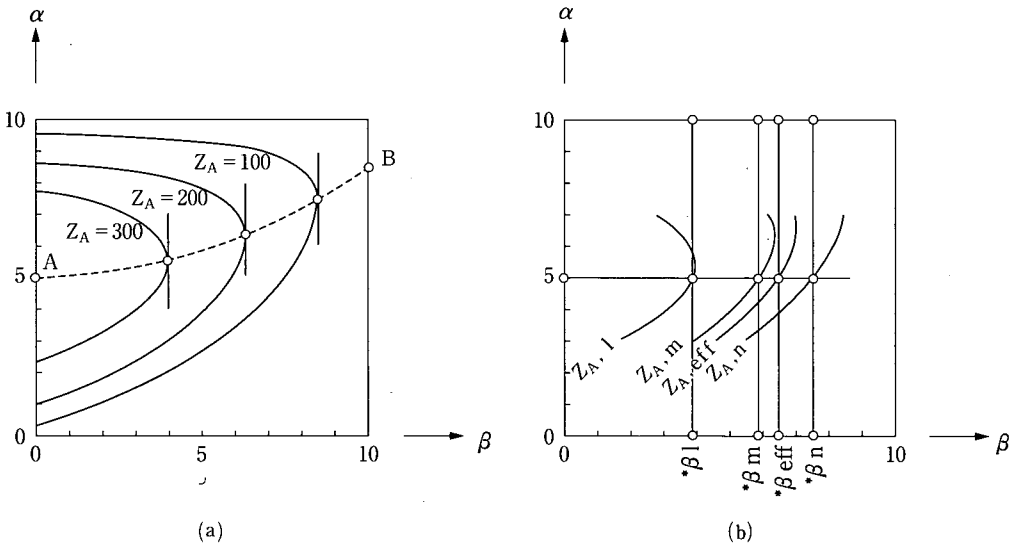 α
α
10
10
Z_A = 100
B
Z_A = 200
Z_A = 300
A
5
5
Z_A, l
Z_A, m
Z_A, eff
Z_A, n
0
0
0
5
10
β
0
10
β
*β l
*β m
*β eff
*β n
(a)
(b)